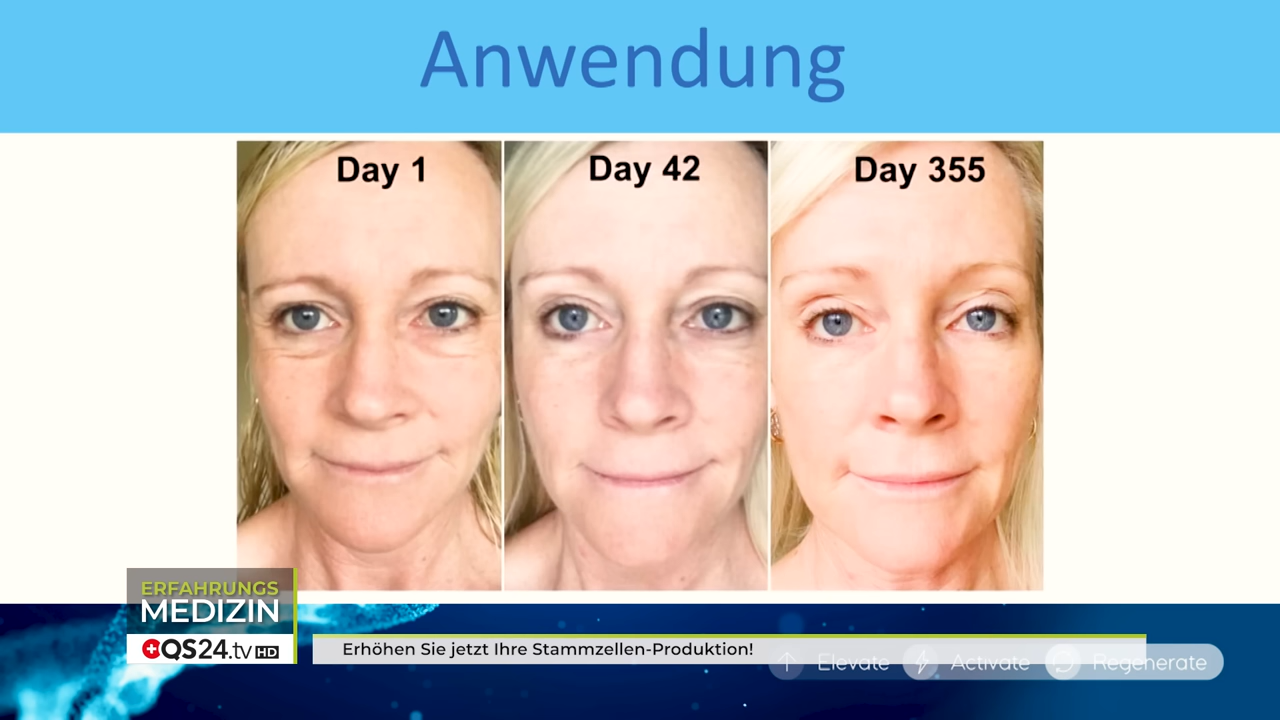 Anwendung
Day 1
Day 42
Day 355
ERFAHRUNGS
MEDIZIN
QS24.tv HD
Erhöhen Sie jetzt Ihre Stammzellen-Produktion!
Elevate Activate Regenerate